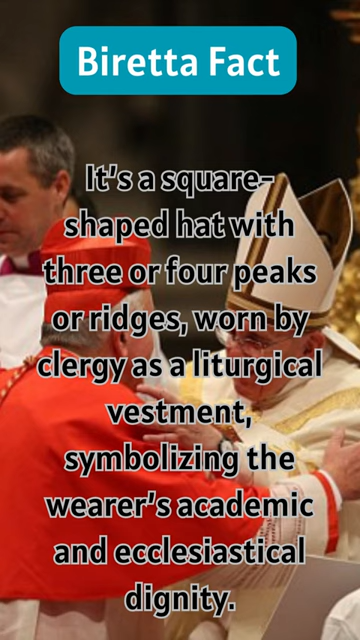 Biretta Fact
It's a square-
shaped hat with
three or four peaks
or ridges, worn by
clergy as a liturgical
vestment,
symbolizing the
wearer's academic
and ecclesiastical
dignity.